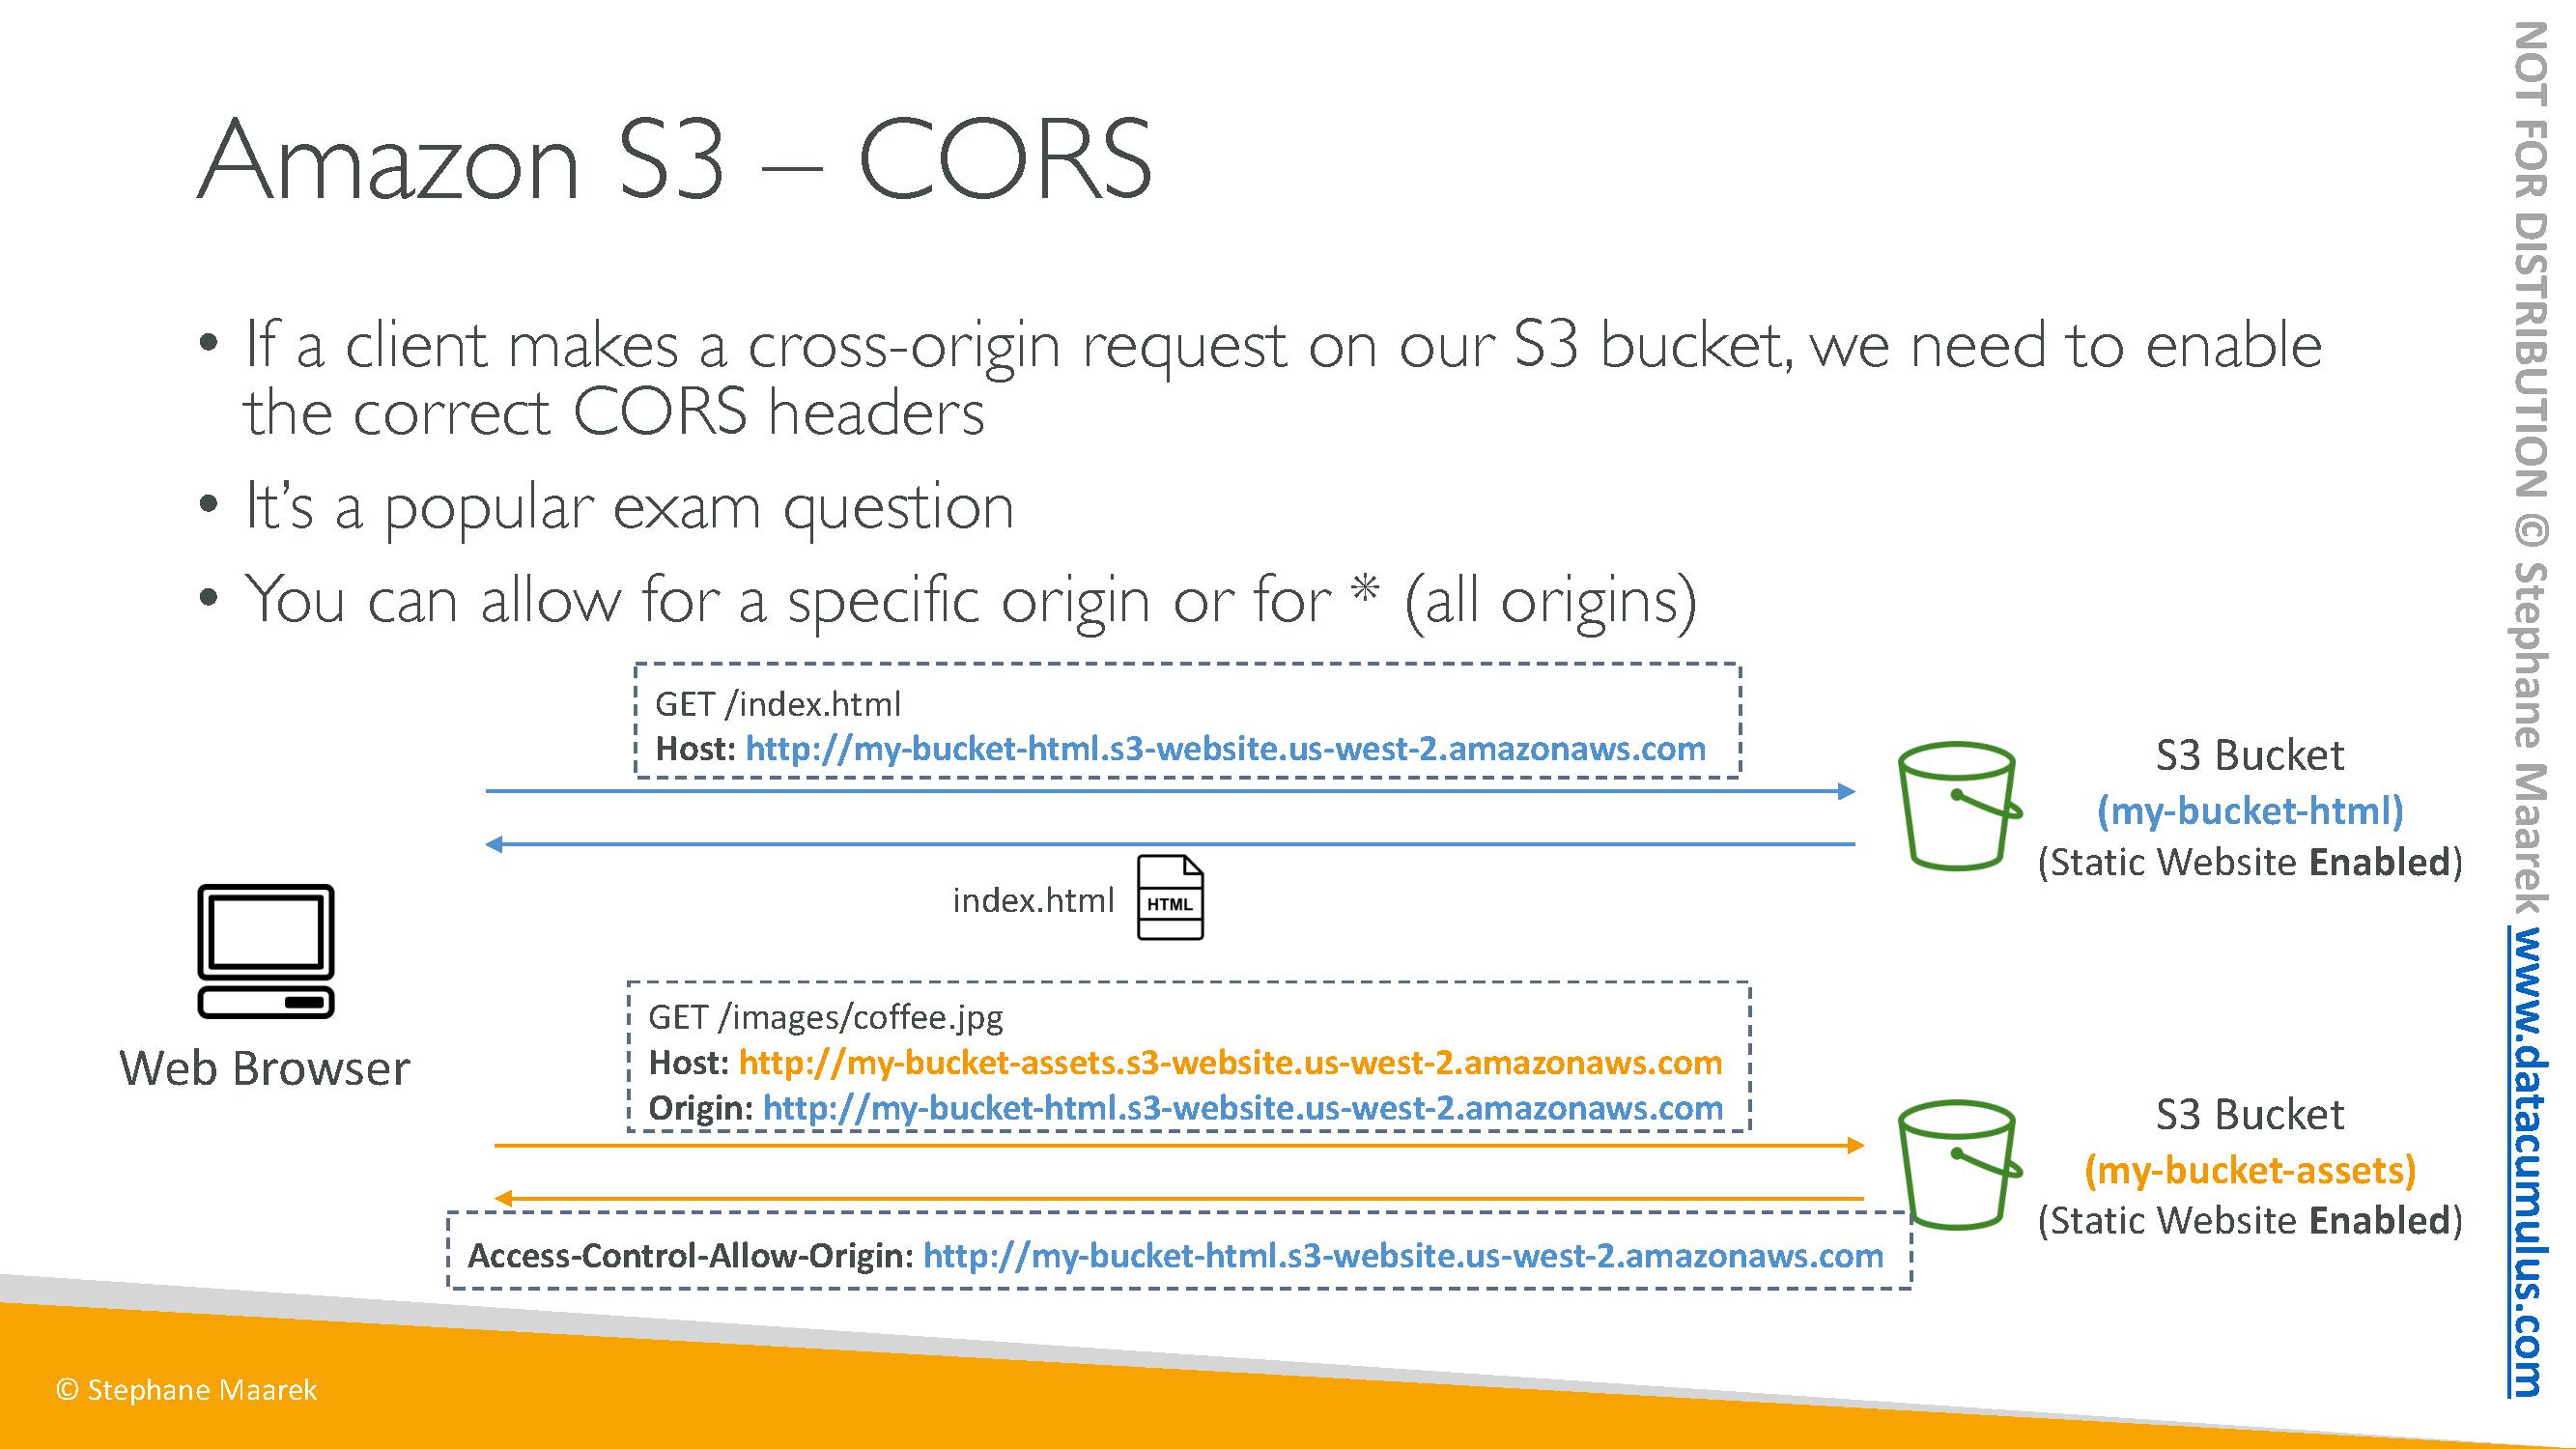 Amazon S3 – CORS
• If a client makes a cross-origin request on our S3 bucket, we need to enable
the correct CORS headers
• It’s a popular exam question
• You can allow for a specific origin or for * (all origins)
GET /index.html
Host: http://my-bucket-html.s3-website.us-west-2.amazonaws.com
S3 Bucket
(my-bucket-html)
(Static Website Enabled)
index.html
HTML
Web Browser
GET /images/coffee.jpg
Host: http://my-bucket-assets.s3-website.us-west-2.amazonaws.com
Origin: http://my-bucket-html.s3-website.us-west-2.amazonaws.com
S3 Bucket
(my-bucket-assets)
(Static Website Enabled)
Access-Control-Allow-Origin: http://my-bucket-html.s3-website.us-west-2.amazonaws.com
© Stephane Maarek
NOT FOR DISTRIBUTION © Stephane Maarek www.datacumulus.com